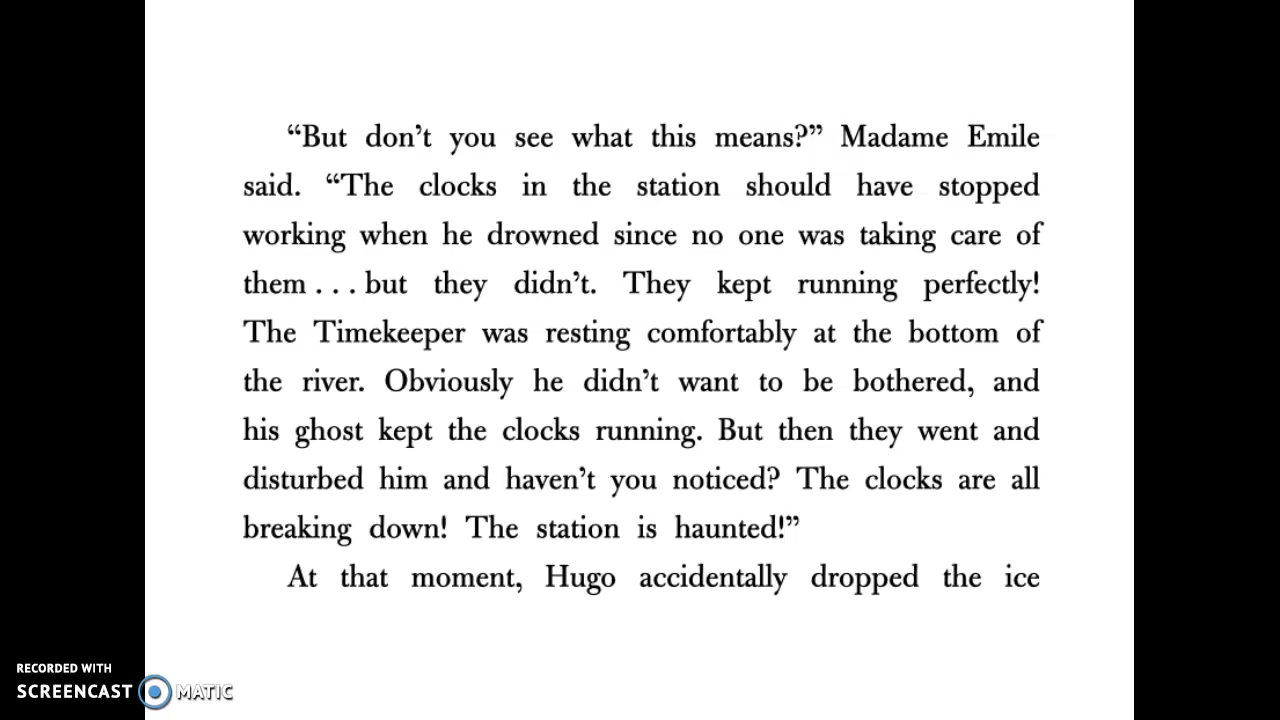 “But don’t you see what this means?” Madame Emile
said. “The clocks in the station should have stopped
working when he drowned since no one was taking care of
them . . . but they didn’t. They kept running perfectly!
The Timekeeper was resting comfortably at the bottom of
the river. Obviously he didn’t want to be bothered, and
his ghost kept the clocks running. But then they went and
disturbed him and haven’t you noticed? The clocks are all
breaking down! The station is haunted!”
At that moment, Hugo accidentally dropped the ice
RECORDED WITH
SCREENCAST MATIC